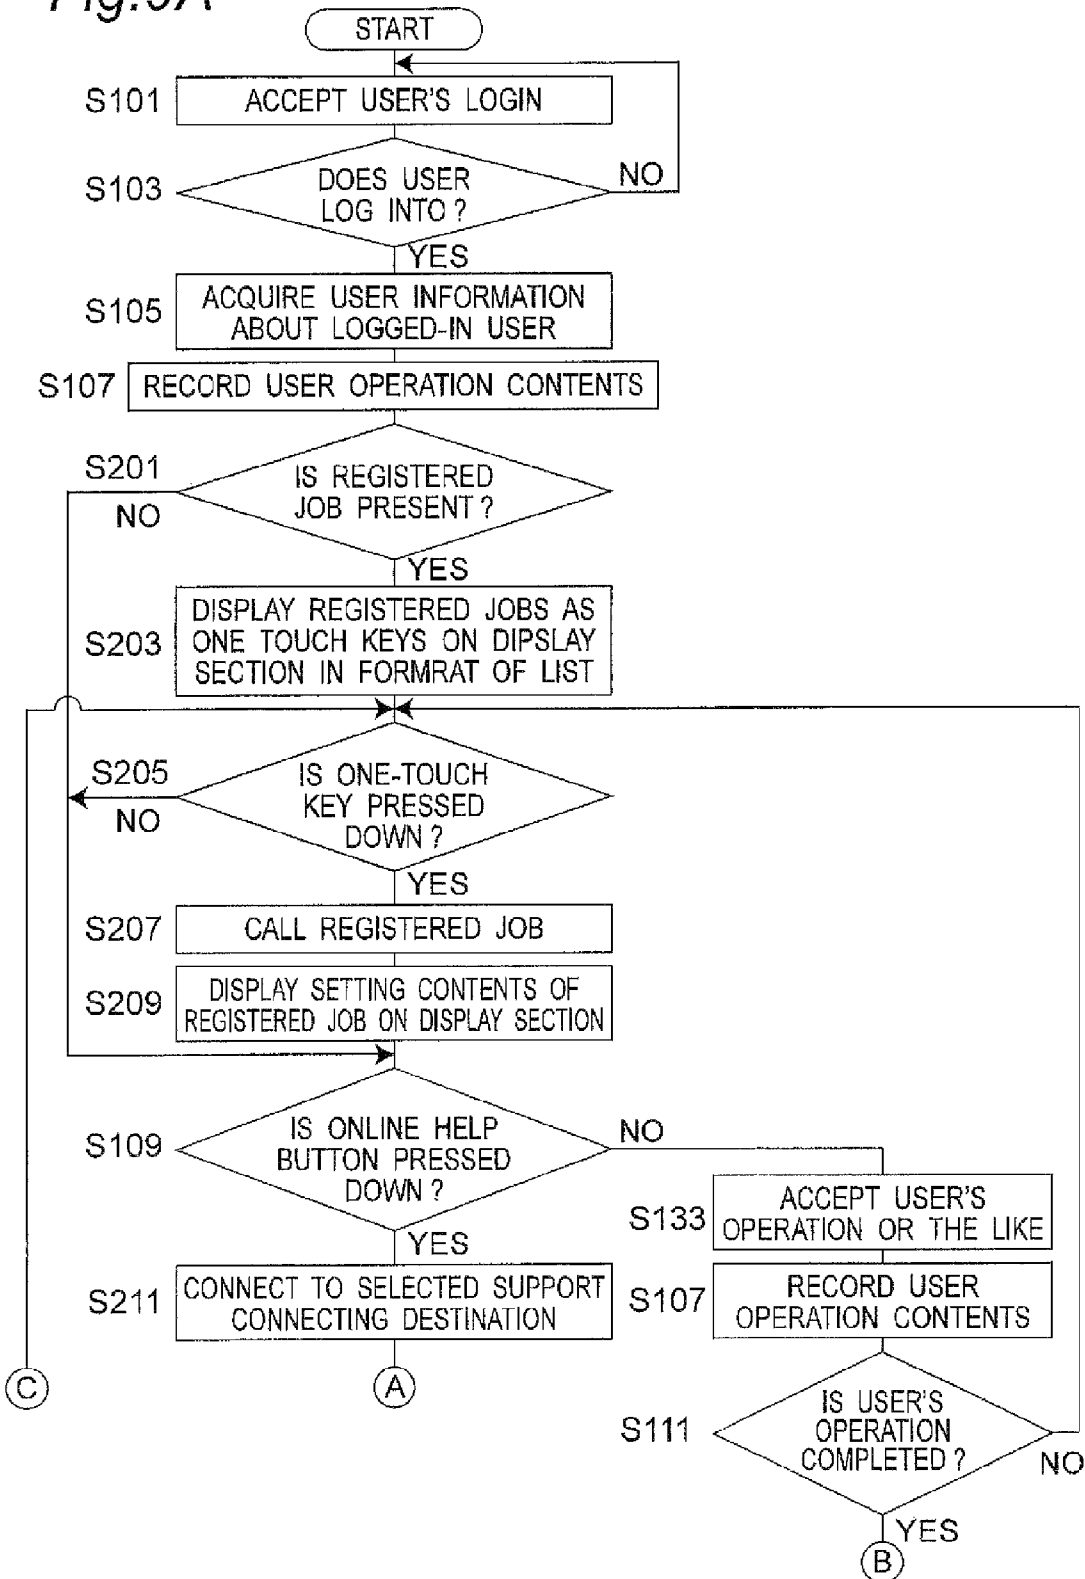 Fig.9A
START
S101
ACCEPT USER'S LOGIN
S103
DOES USER
LOG INTO ?
NO
YES
S105
ACQUIRE USER INFORMATION
ABOUT LOGGED-IN USER
S107
RECORD USER OPERATION CONTENTS
S201
IS REGISTERED
JOB PRESENT ?
NO
YES
S203
DISPLAY REGISTERED JOBS AS
ONE TOUCH KEYS ON DIPSLAY
SECTION IN FORMRAT OF LIST
S205
IS ONE-TOUCH
KEY PRESSED
DOWN ?
NO
YES
S207
CALL REGISTERED JOB
S209
DISPLAY SETTING CONTENTS OF
REGISTERED JOB ON DISPLAY SECTION
S109
IS ONLINE HELP
BUTTON PRESSED
DOWN ?
NO
YES
S133
ACCEPT USER'S
OPERATION OR THE LIKE
S211
CONNECT TO SELECTED SUPPORT
CONNECTING DESTINATION
S107
RECORD USER
OPERATION CONTENTS
C
A
S111
IS USER'S
OPERATION
COMPLETED ?
NO
YES
B